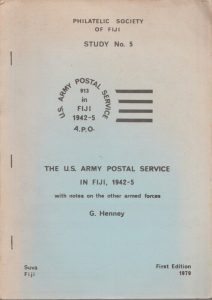 PHILATELIC SOCIETY
OF FIJI
STUDY No. 5
U.S. ARMY POSTAL SERVICE
913
in
FIJI
1942-5
A.P.O.
THE U.S. ARMY POSTAL SERVICE
IN FIJI, 1942-5
with notes on the other armed forces
G. Henney
Suva
Fiji
First Edition
1979